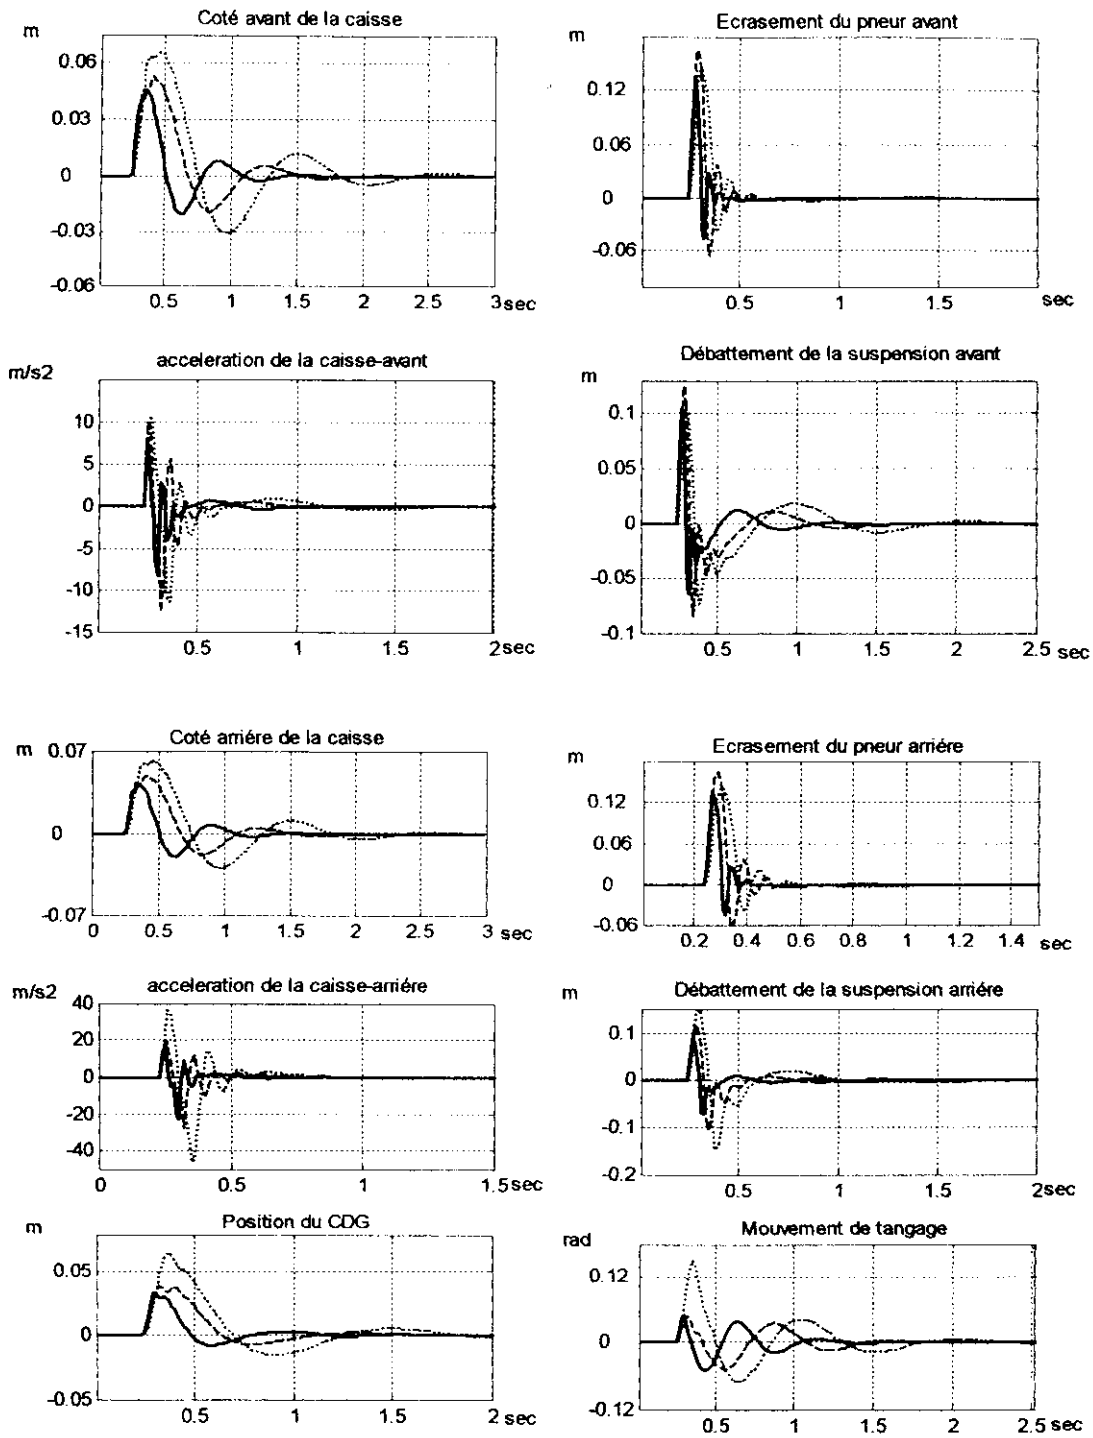 Coté avant de la caisse
m
0.06
0.03
0
-0.03
-0.06
0.5 1 1.5 2 2.5 3sec
Ecrasement du pneur avant
m
0.12
0.06
0
-0.06
0.5 1 1.5 sec
acceleration de la caisse-avant
m/s2
10
5
0
-5
-10
-15
0.5 1 1.5 2sec
Débattement de la suspension avant
m
0.1
0.05
0
-0.05
-0.1
0.5 1 1.5 2 2.5 sec
Coté arriére de la caisse
m 0.07
0
-0.07
0 0.5 1 1.5 2 2.5 3 sec
Ecrasement du pneur arriére
m
0.12
0.06
0
-0.06
0.2 0.4 0.6 0.8 1 1.2 1.4 sec
acceleration de la caisse-arriére
m/s2 40
20
0
-20
-40
0 0.5 1 1.5sec
Débattement de la suspension arriére
m
0.1
0
-0.1
-0.2
0.5 1 1.5 2sec
Position du CDG
m
0.05
0
-0.05
0.5 1 1.5 2 sec
Mouvement de tangage
rad
0.12
0
-0.12
0.5 1 1.5 2 2.5 sec